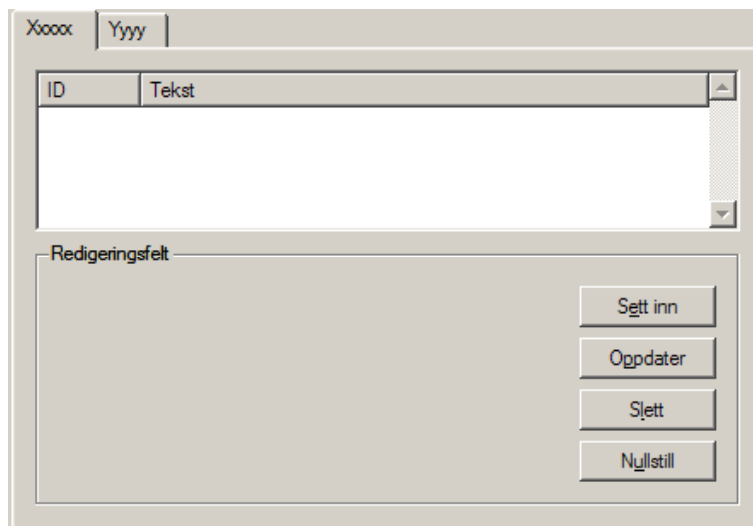 Xxxxx Yyyy
ID Tekst
Redigeringsfelt
Sett inn
Oppdater
Slett
Nullstill